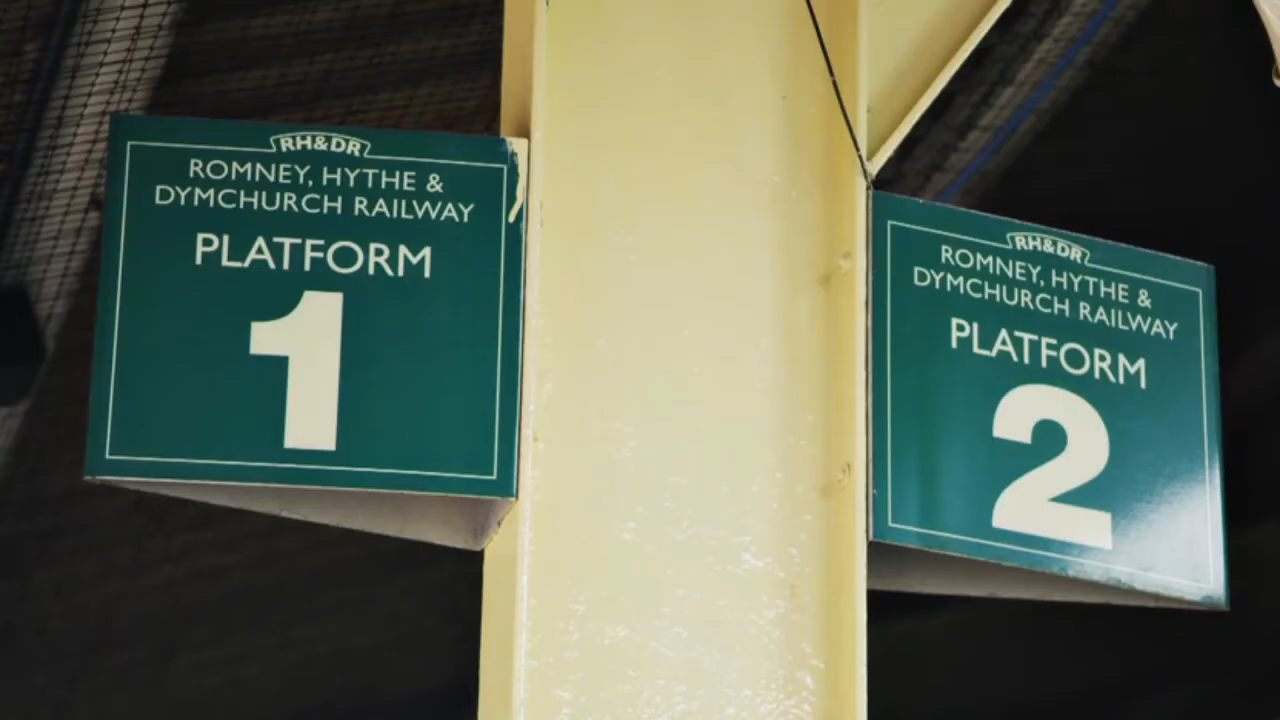 RH&DR
ROMNEY, HYTHE &
DYMCHURCH RAILWAY
PLATFORM
1
RH&DR
ROMNEY, HYTHE &
DYMCHURCH RAILWAY
PLATFORM
2